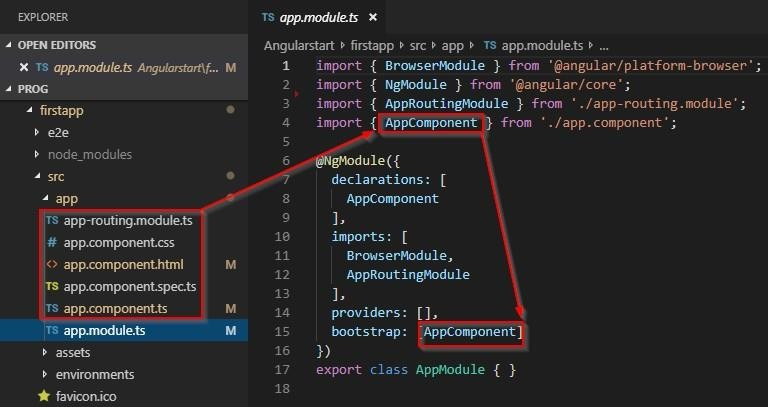 EXPLORER
OPEN EDITORS
× TS app.module.ts Angularstart\f... M
PROG
firstapp
e2e
node_modules
src
app
TS app-routing.module.ts
# app.component.css
<> app.component.html M
TS app.component.spec.ts
TS app.component.ts M
TS app.module.ts M
assets
environments
favicon.ico
TS app.module.ts ×
Angularstart > firstapp > src > app > TS app.module.ts > ...
1 import { BrowserModule } from '@angular/platform-browser';
2 import { NgModule } from '@angular/core';
3 import { AppRoutingModule } from './app-routing.module';
4 import { AppComponent } from './app.component';
5
6 @NgModule({
7 declarations: [
8 AppComponent
9 ],
10 imports: [
11 BrowserModule,
12 AppRoutingModule
13 ],
14 providers: [],
15 bootstrap: [AppComponent]
16 })
17 export class AppModule { }
18